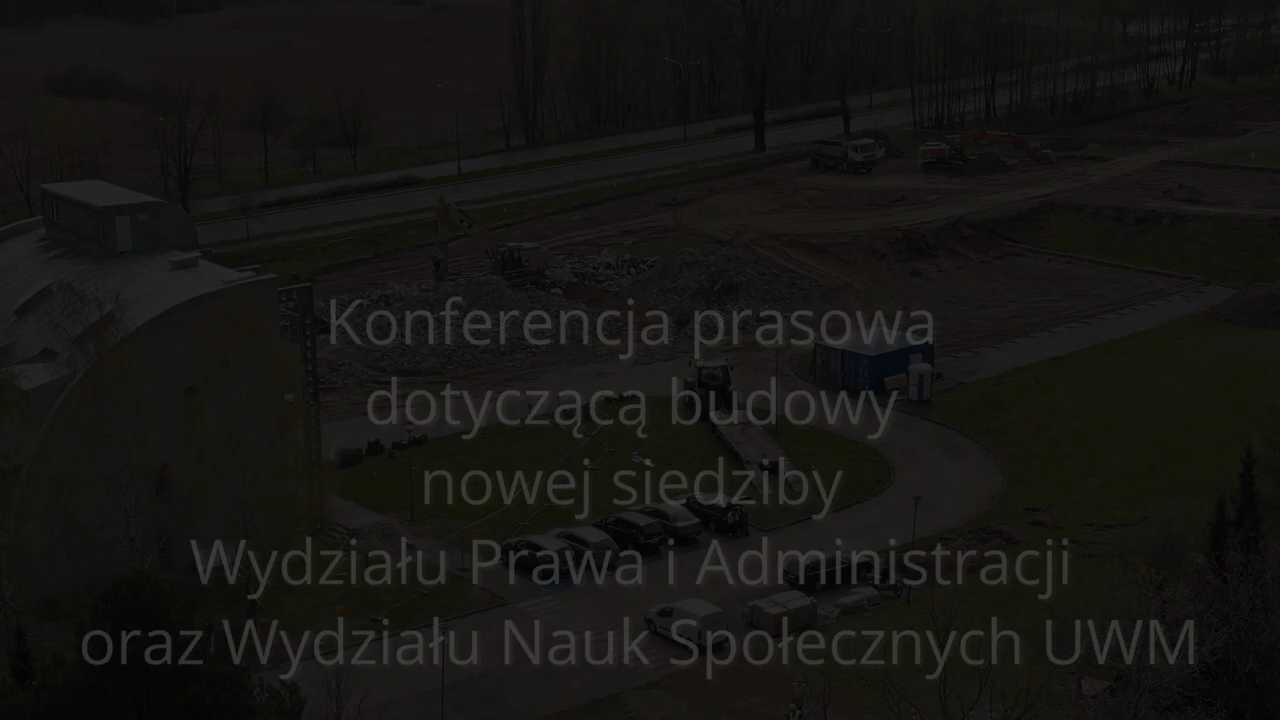 Konferencja prasowa
dotyczącą budowy
nowej siedziby
Wydziału Prawa i Administracji
oraz Wydziału Nauk Społecznych UWM